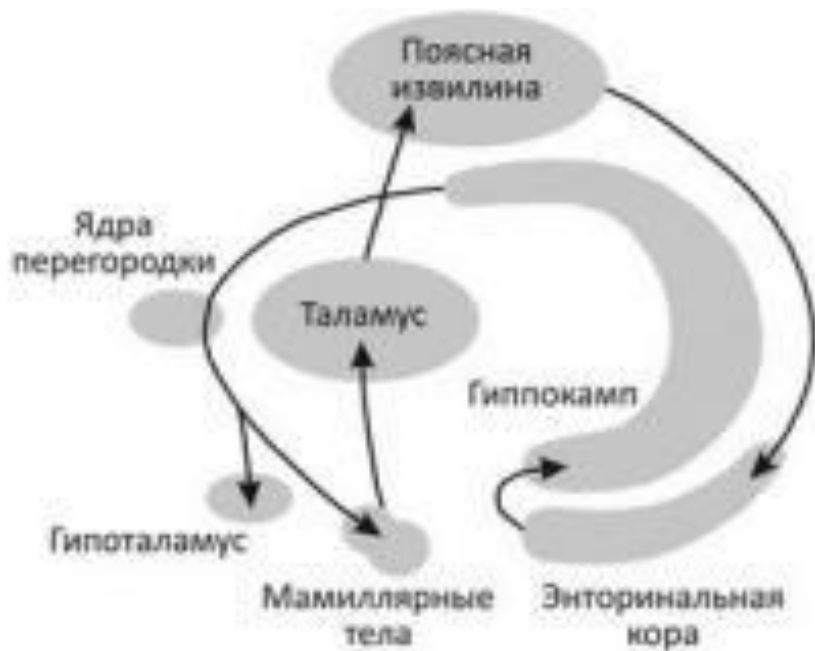 Поясная
извилина
Ядра
перегородки
Таламус
Гиппокамп
Гипоталамус
Мамиллярные
тела
Энторинальная
кора